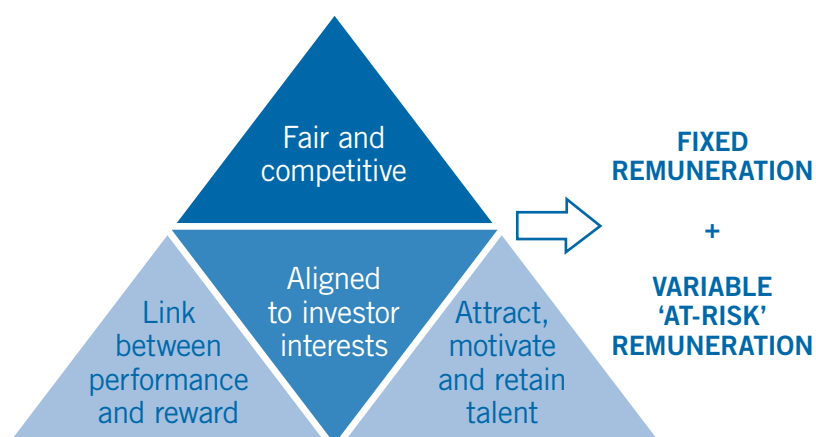 Fair and
competitive
Aligned
to investor
interests
Link
between
performance
and reward
Attract,
motivate
and retain
talent
FIXED
REMUNERATION
+
VARIABLE
‘AT-RISK’
REMUNERATION